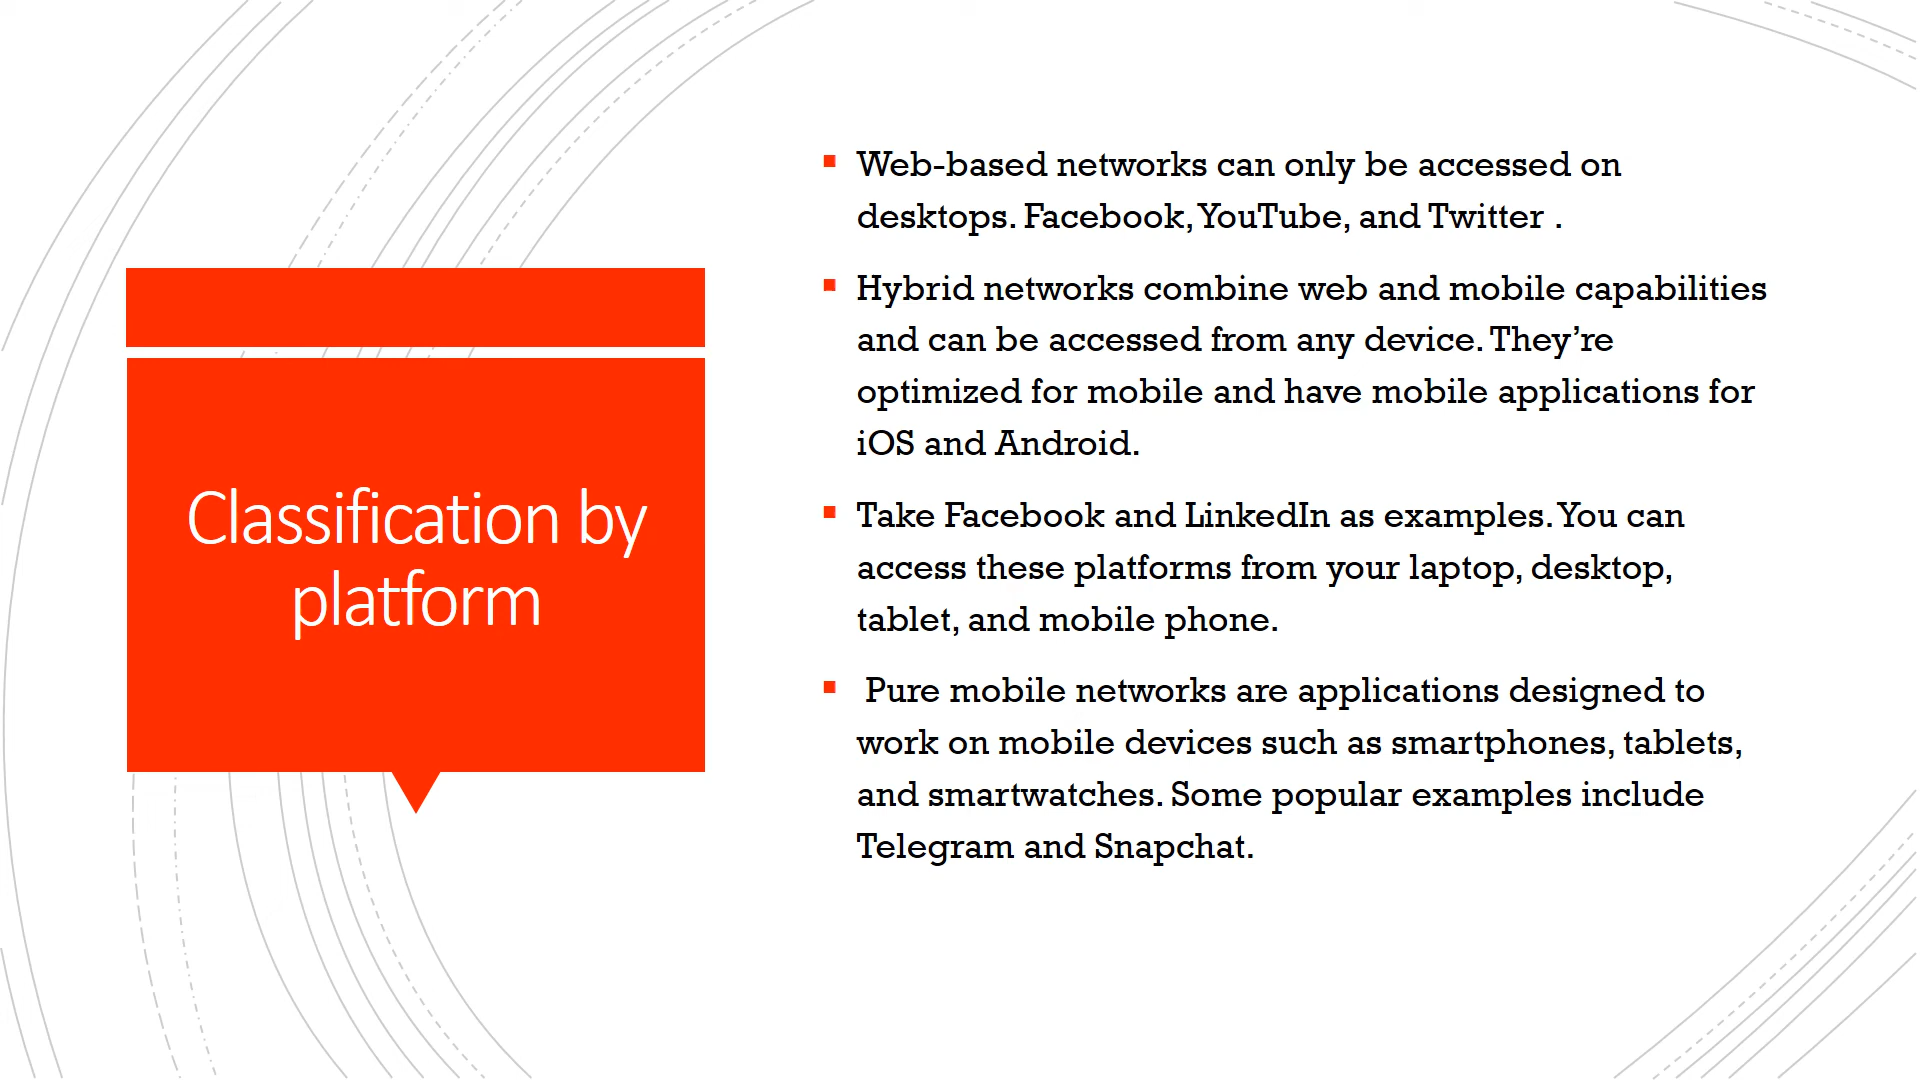 Classification by
platform
Web-based networks can only be accessed on
desktops. Facebook, YouTube, and Twitter .
Hybrid networks combine web and mobile capabilities
and can be accessed from any device. They’re
optimized for mobile and have mobile applications for
iOS and Android.
Take Facebook and LinkedIn as examples. You can
access these platforms from your laptop, desktop,
tablet, and mobile phone.
Pure mobile networks are applications designed to
work on mobile devices such as smartphones, tablets,
and smartwatches. Some popular examples include
Telegram and Snapchat.